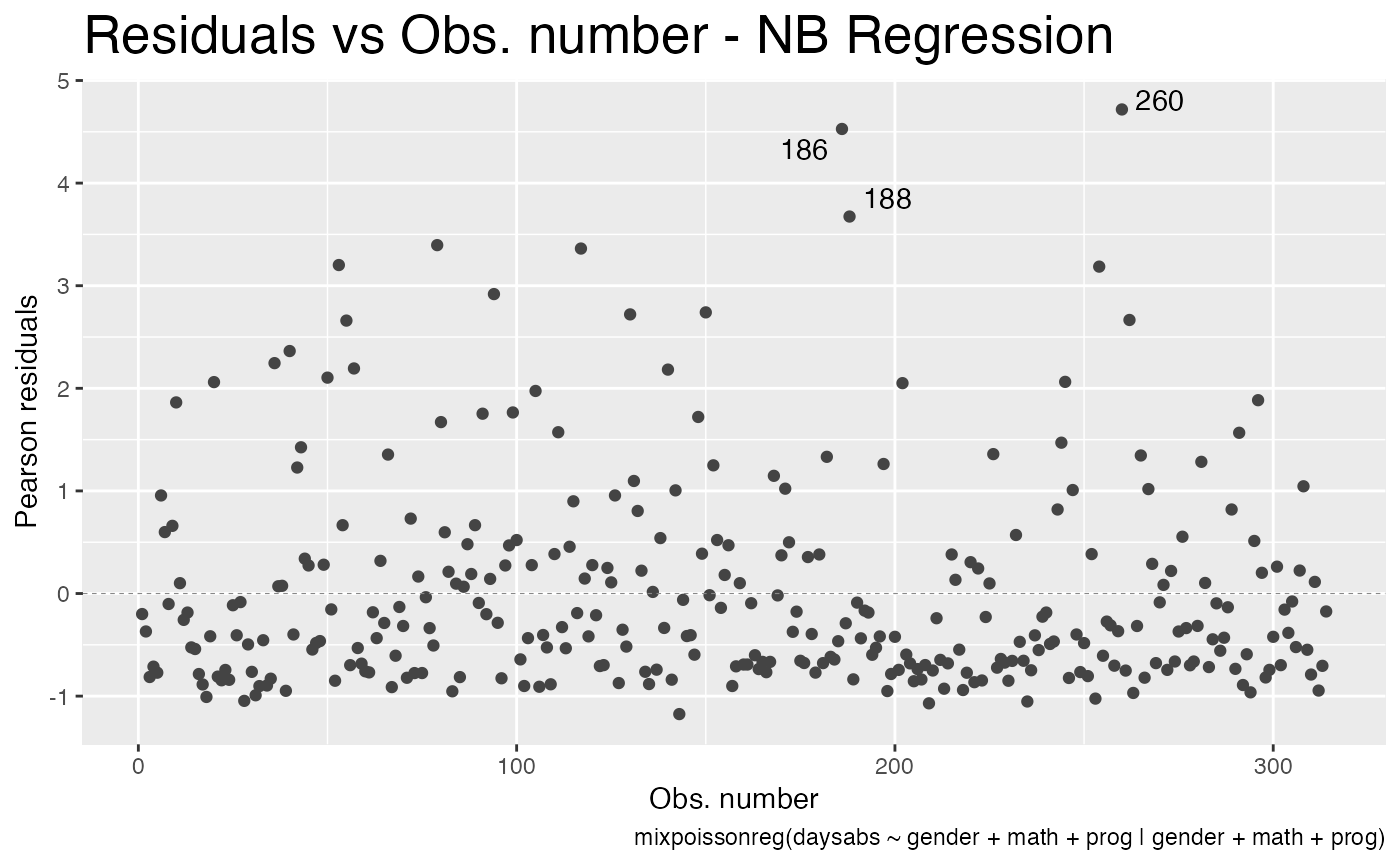 Residuals vs Obs. number - NB Regression
5
260
186
4
188
3
2
1
0
-1
Pearson residuals
0 100 200 300
Obs. number
mixpoissonreg(daysabs ~ gender + math + prog | gender + math + prog)